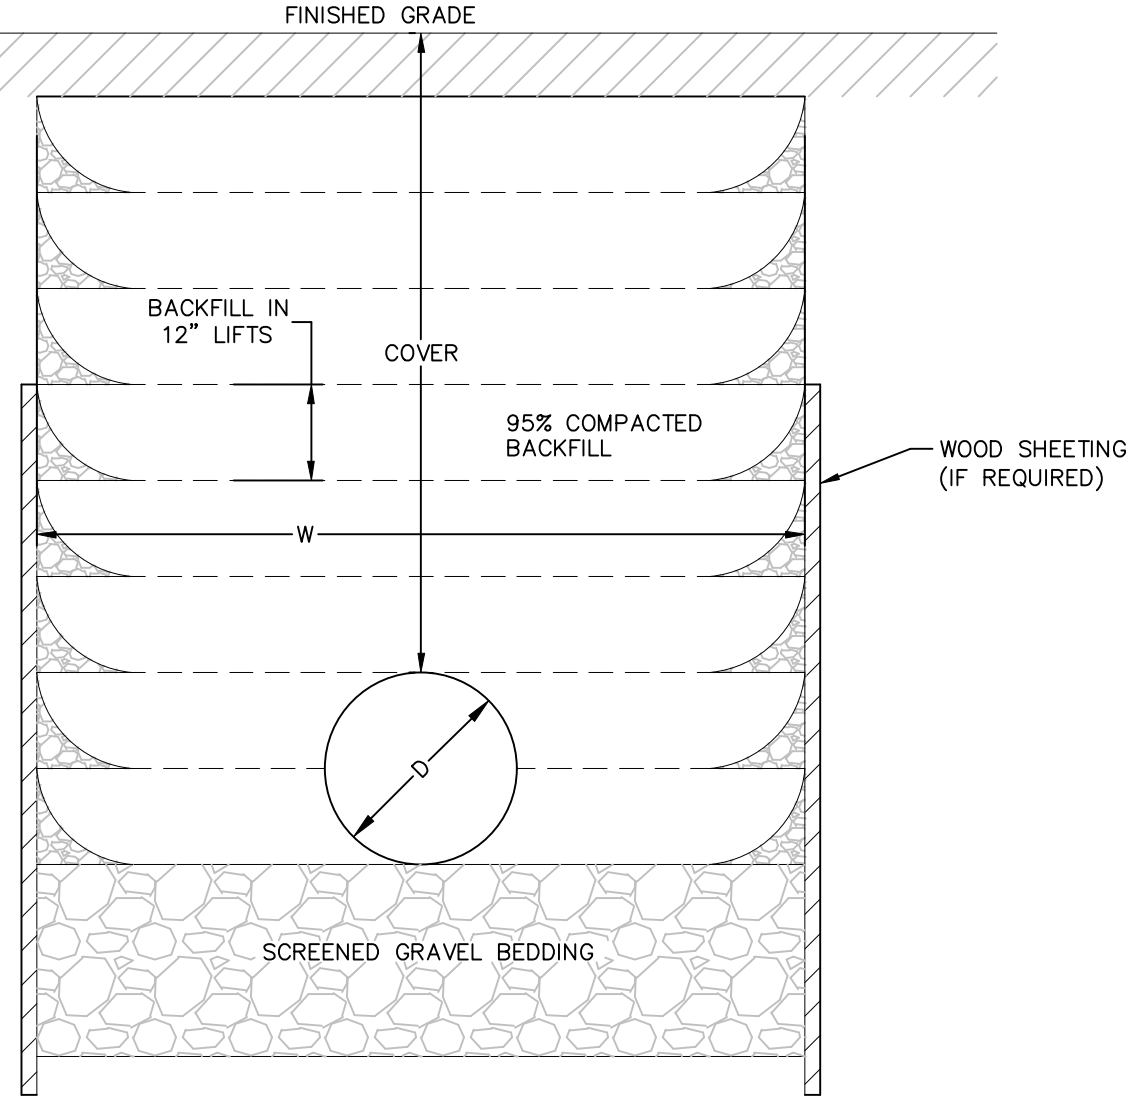 FINISHED GRADE
BACKFILL IN
12” LIFTS
COVER
95% COMPACTED
BACKFILL
WOOD SHEETING
(IF REQUIRED)
W
D
SCREENED GRAVEL BEDDING